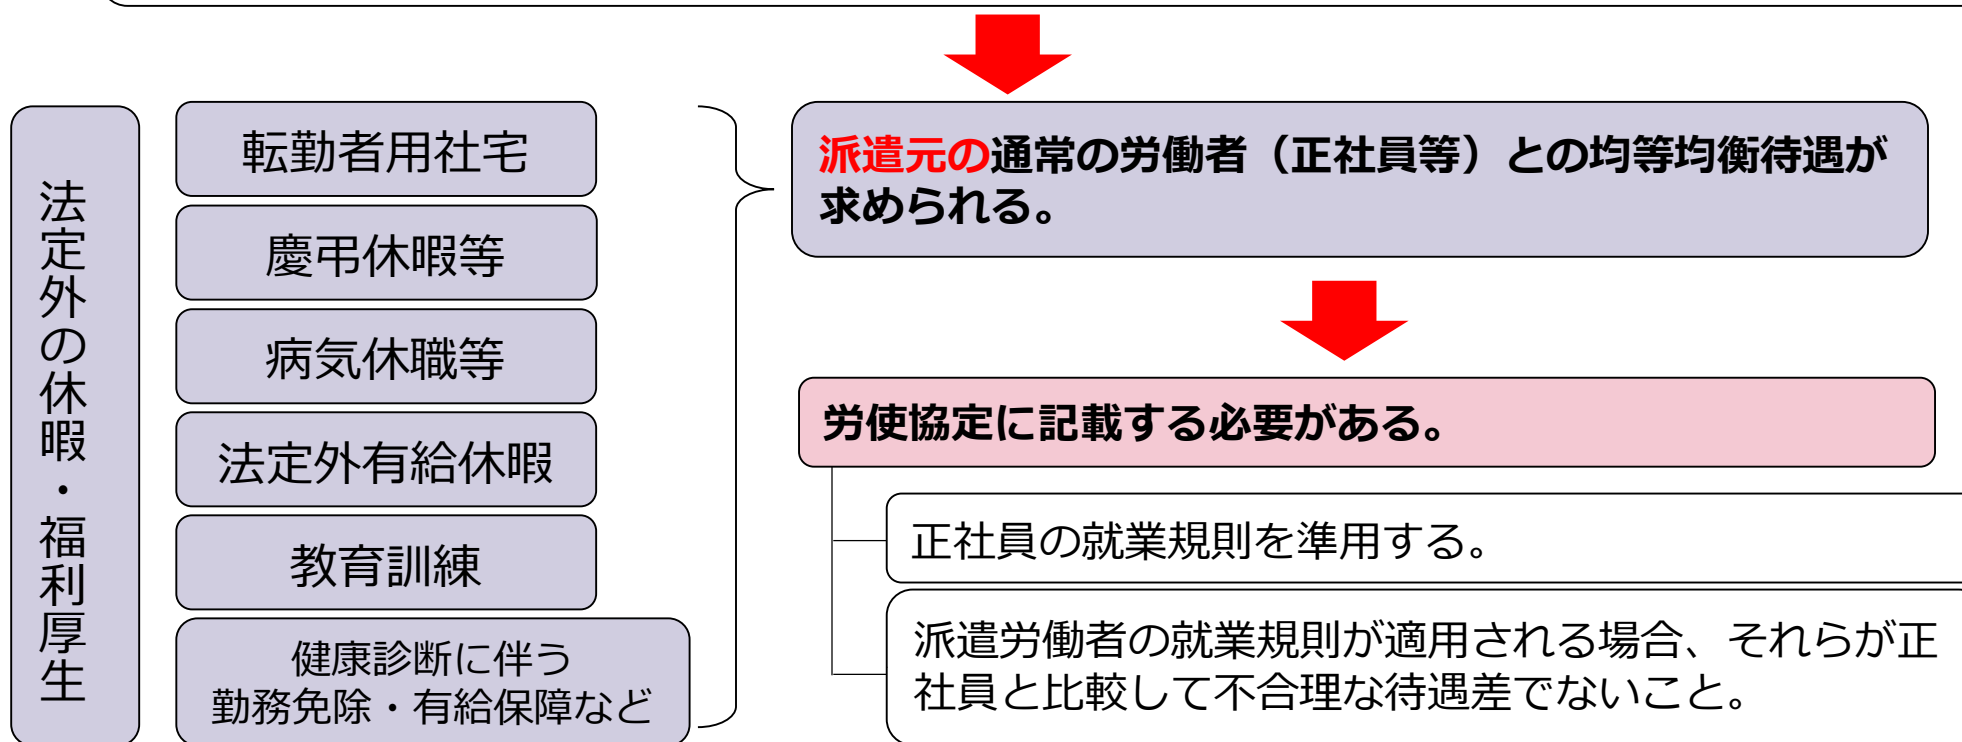 法定外の休暇・福利厚生
転勤者用社宅
慶弔休暇等
病気休職等
法定外有給休暇
教育訓練
健康診断に伴う
勤務免除・有給保障など
派遣元の通常の労働者（正社員等）との均等均衡待遇が
求められる。
労使協定に記載する必要がある。
正社員の就業規則を準用する。
派遣労働者の就業規則が適用される場合、それらが正
社員と比較して不合理な待遇差でないこと。